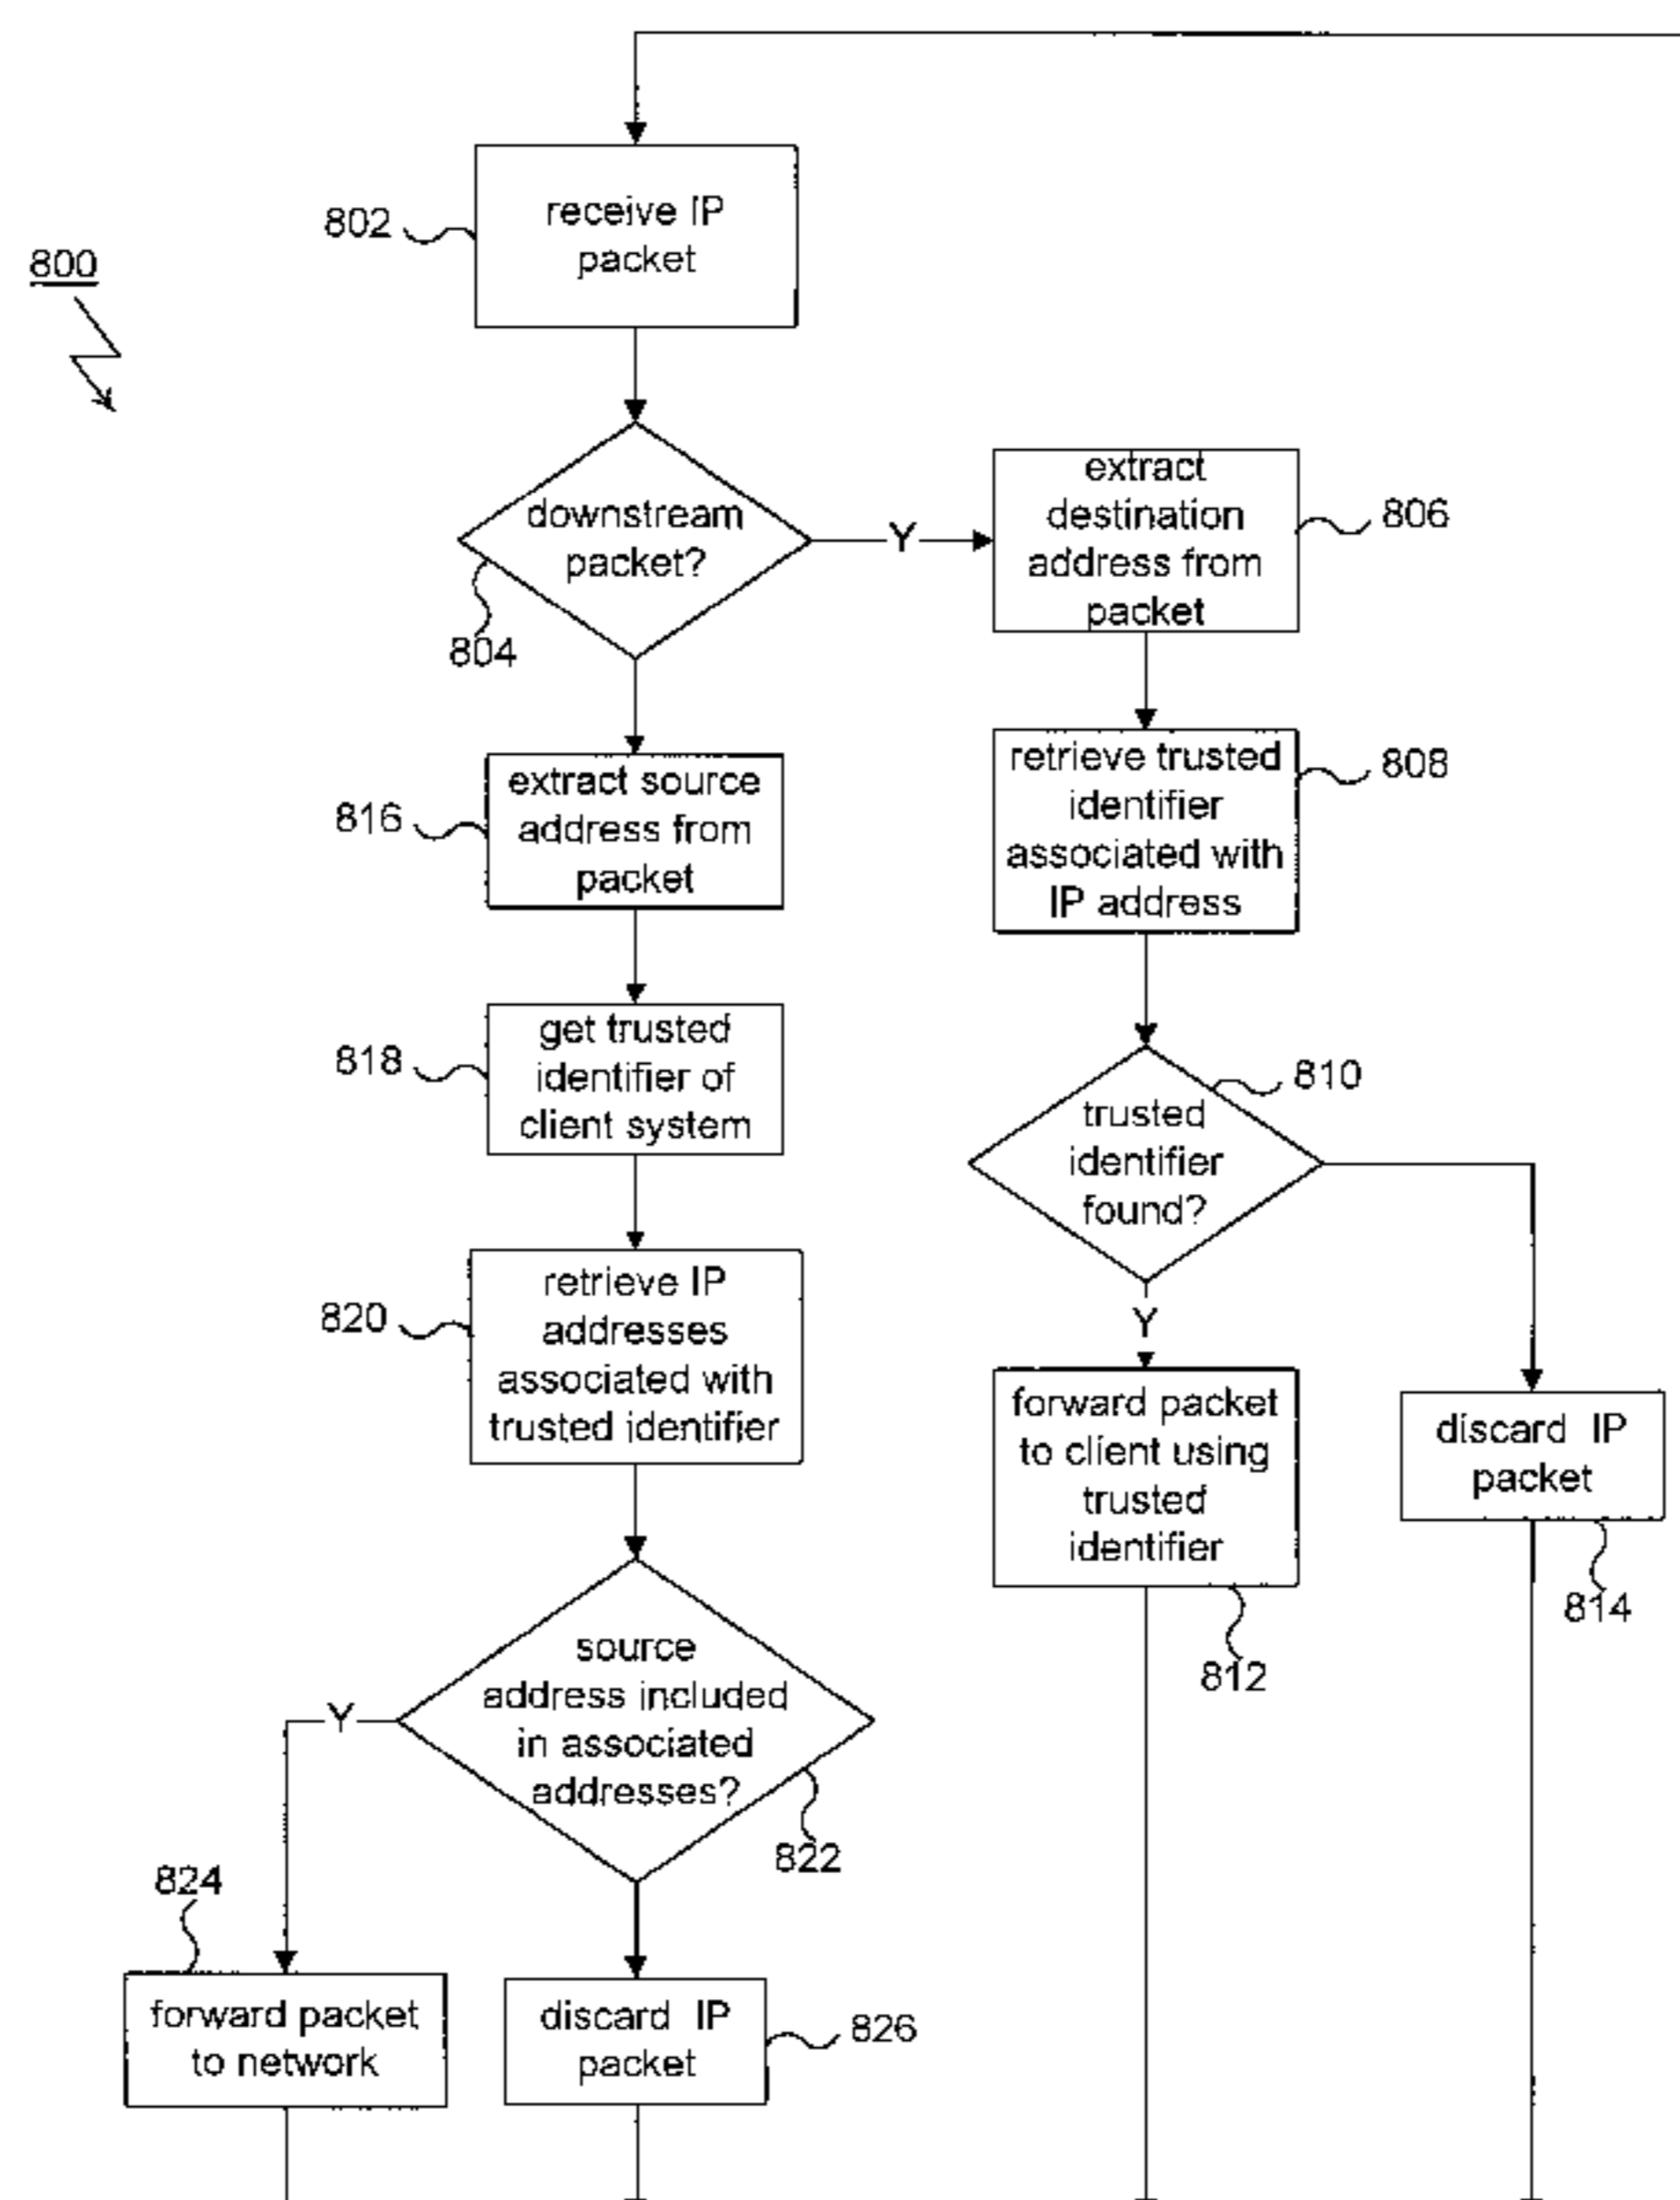 800
802
receive IP
packet
downstream
packet?
804
Y
extract
destination
address from
packet
806
retrieve trusted
identifier
associated with
IP address
808
trusted
identifier
found?
810
Y
forward packet
to client using
trusted
identifier
812
discard IP
packet
814
816
extract source
address from
packet
818
get trusted
identifier of
client system
820
retrieve IP
addresses
associated with
trusted identifier
source
address included
in associated
addresses?
822
Y
824
forward packet
to network
discard IP
packet
826